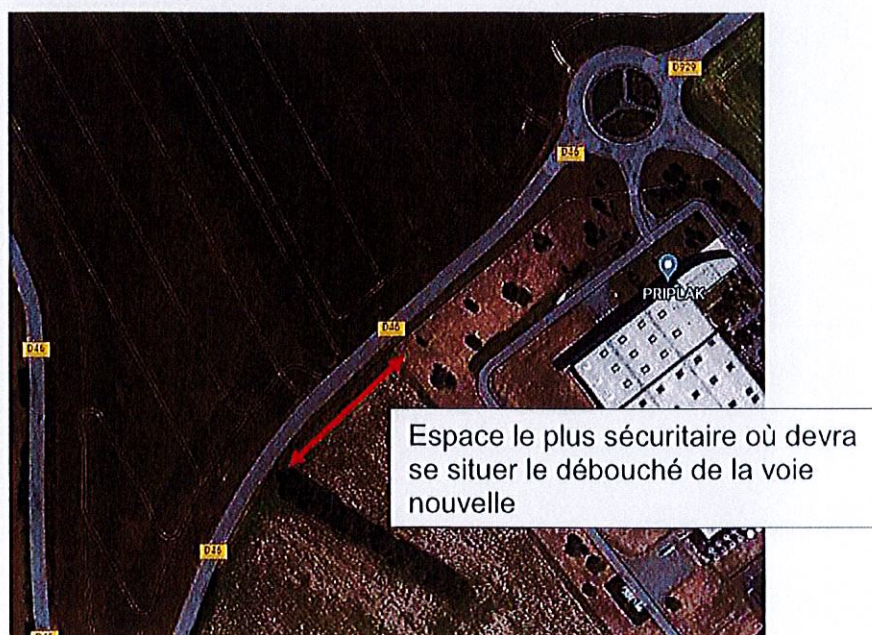 D929
D46
PRIPLAK
D46
D46
Espace le plus sécuritaire où devra
se situer le débouché de la voie
nouvelle
D46